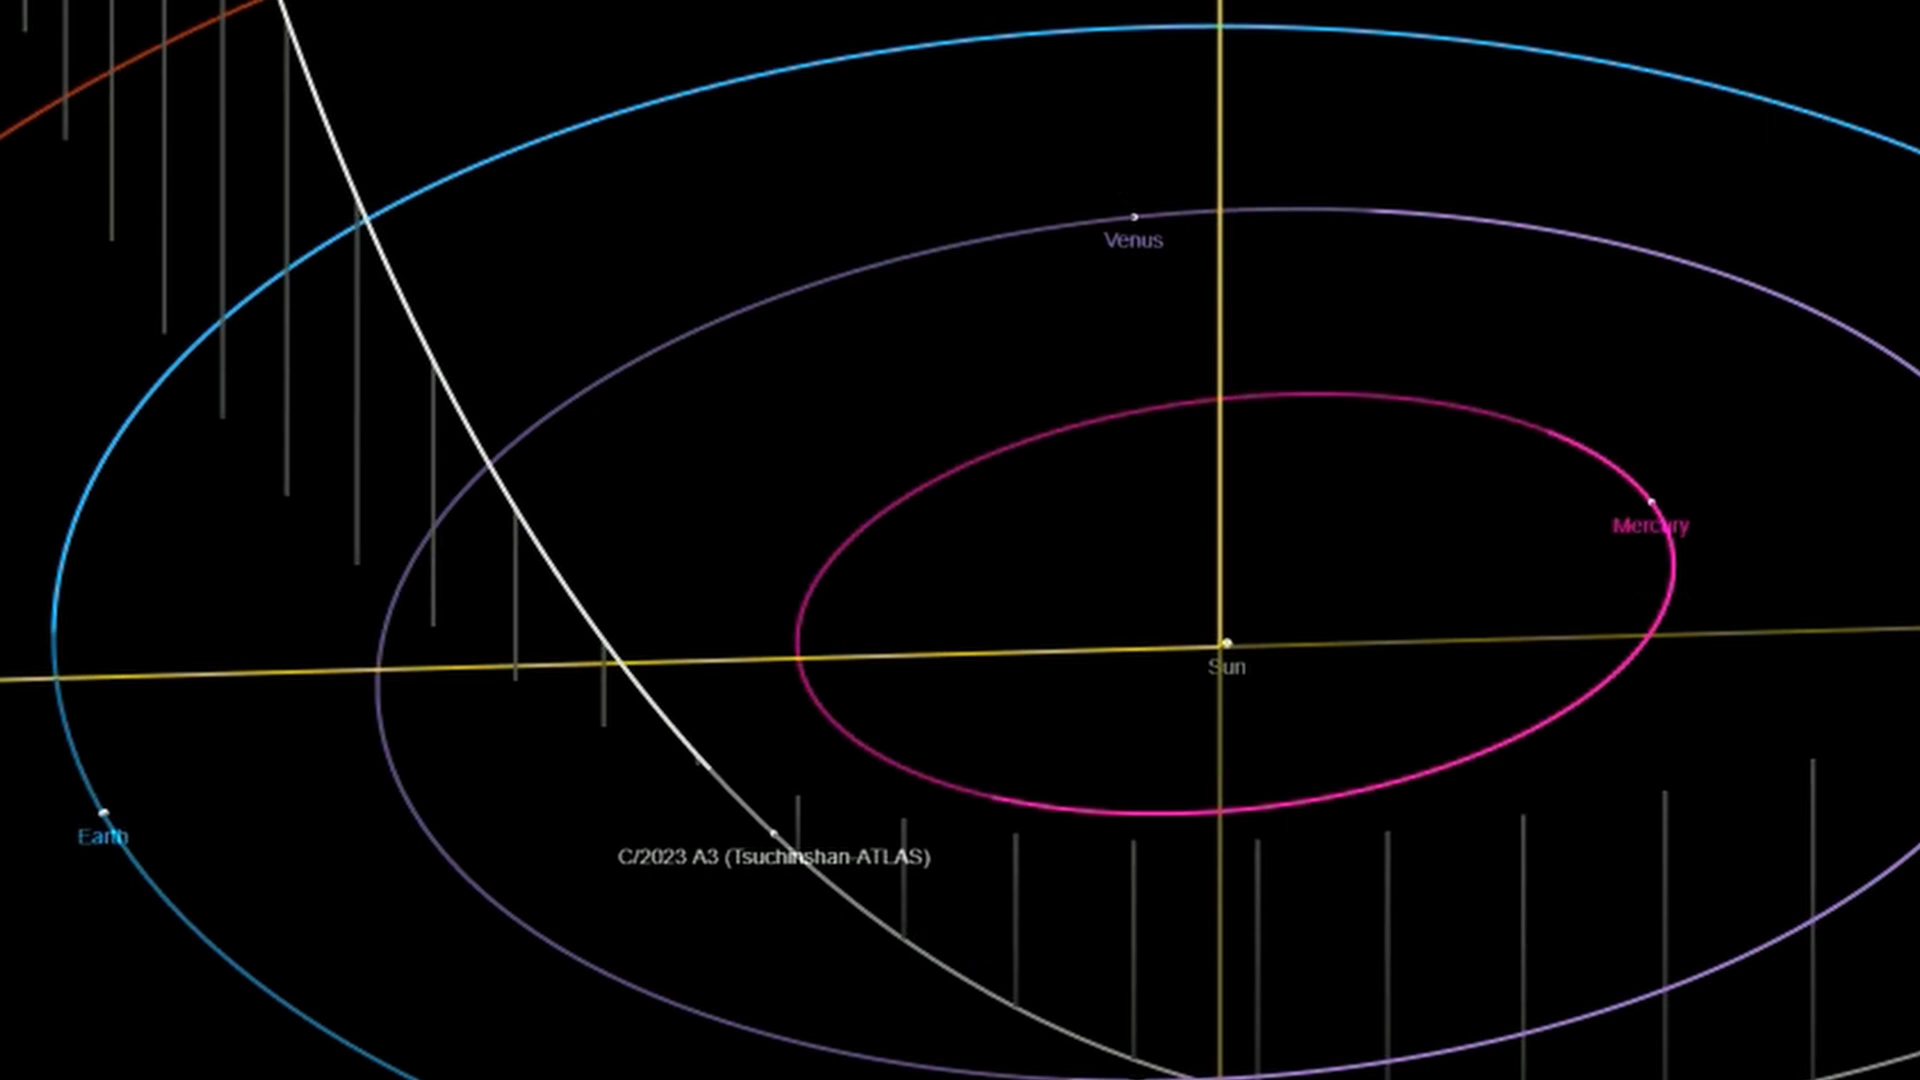 Venus
Mercury
Sun
Earth
C/2023 A3 (Tsuchinshan-ATLAS)